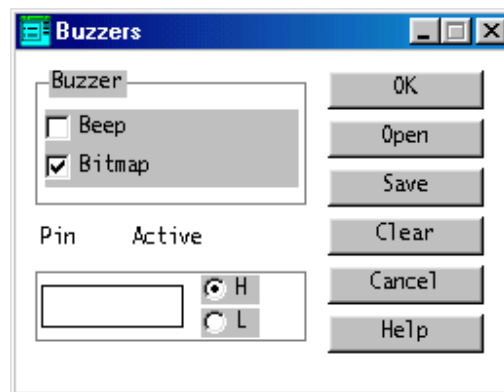 Buzzers
Buzzer
Beep
Bitmap
Pin Active
H
L
OK
Open
Save
Clear
Cancel
Help